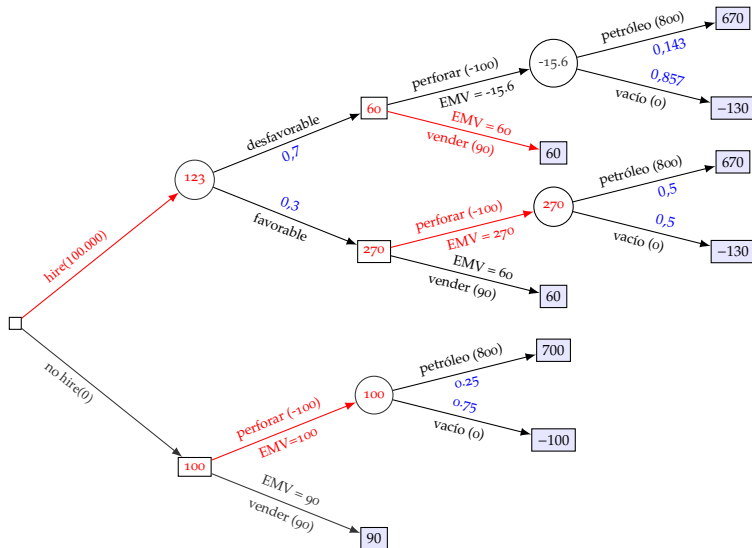 petróleo (800)
0,143
670
perforar (-100)
EMV = -15.6
-15.6
0,857
vacío (0)
−130
desfavorable
0,7
60
EMV = 60
vender (90)
60
123
petróleo (800)
0,5
670
perforar (-100)
EMV = 270
270
0,5
vacío (0)
−130
0,3
favorable
270
EMV = 60
vender (90)
60
hire(100.000)
no hire(0)
petróleo (800)
0.25
700
perforar (-100)
EMV=100
100
0.75
vacío (0)
−100
100
EMV = 90
vender (90)
90